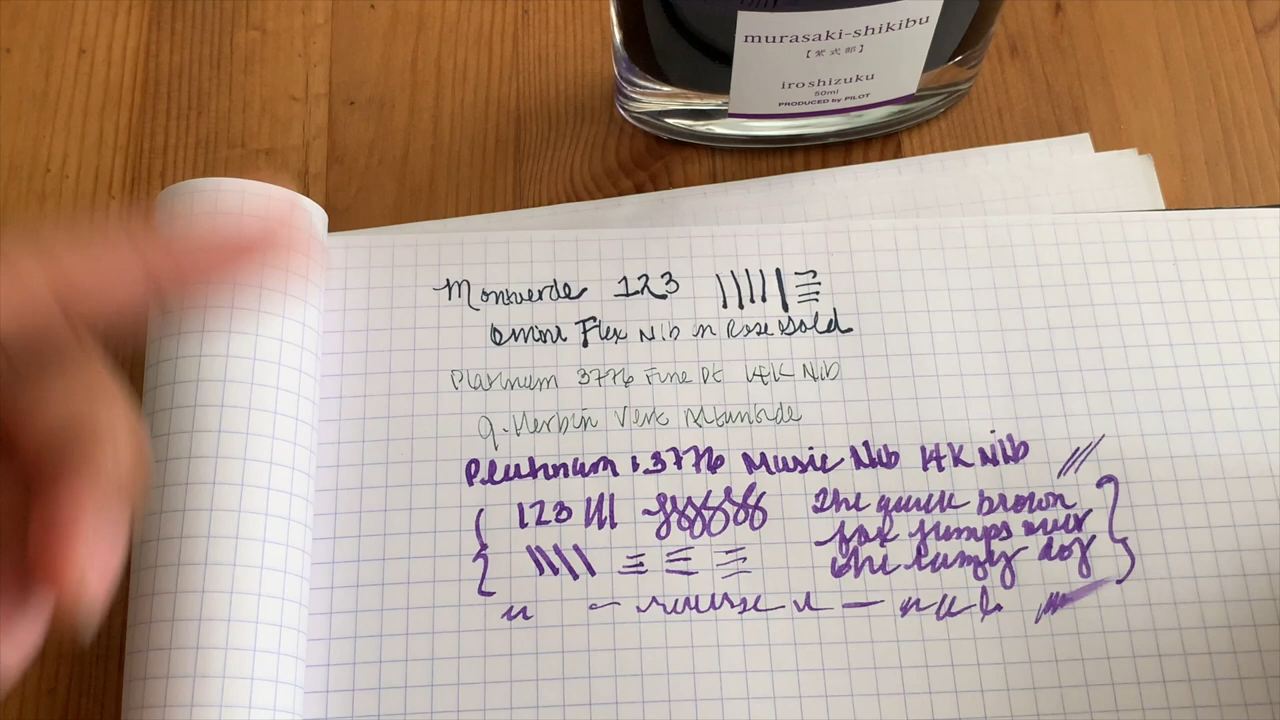 murasaki-shikibu
【紫式部】
iroshizuku
50ml
PRODUCED by PILOT
Monteverde 123
Omni Flex Nib in Rose Gold
Platinum 3776 Fine Pt 14K Nib
J. Herbin Vert
Platinum 3776 Music Nib 14K Nib
123 The quick brown
fox jumps over
the lazy dog
reverse